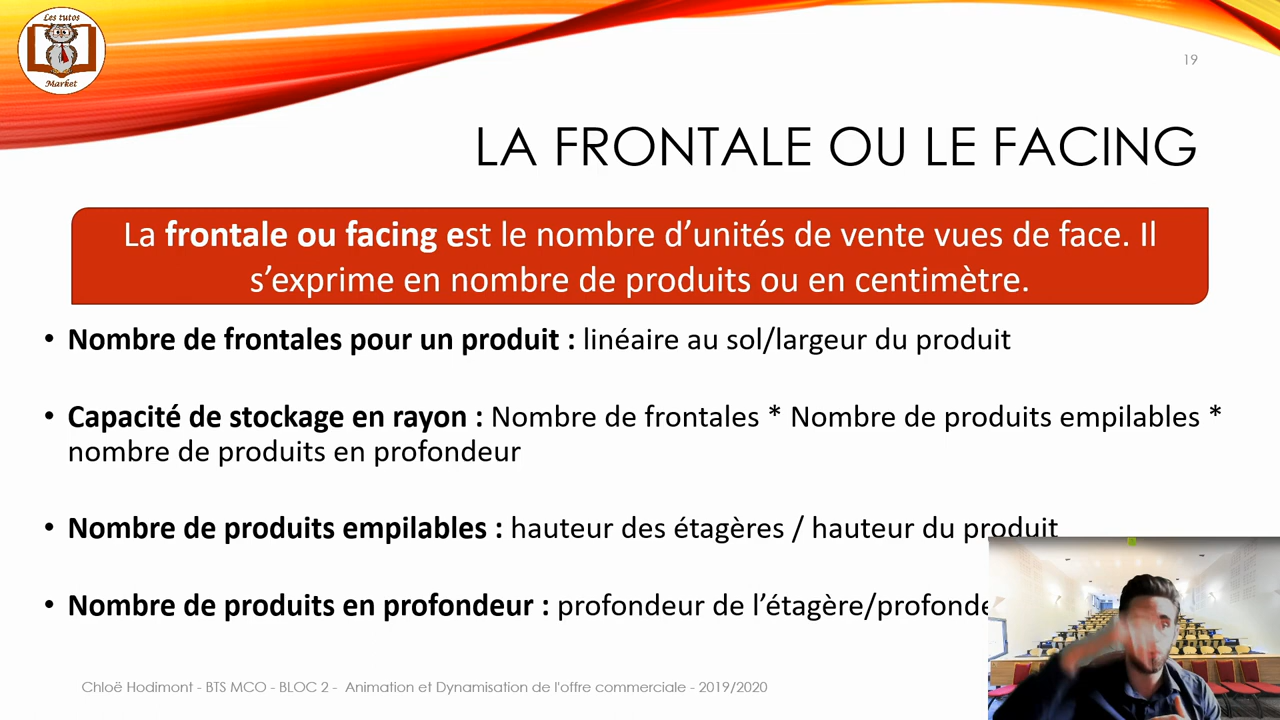 Les tutos
Market
19
LA FRONTALE OU LE FACING
La frontale ou facing est le nombre d’unités de vente vues de face. Il
s’exprime en nombre de produits ou en centimètre.
• Nombre de frontales pour un produit : linéaire au sol/largeur du produit
• Capacité de stockage en rayon : Nombre de frontales * Nombre de produits empilables *
nombre de produits en profondeur
• Nombre de produits empilables : hauteur des étagères / hauteur du produit
• Nombre de produits en profondeur : profondeur de l’étagère/profonde
Chloë Hodimont - BTS MCO - BLOC 2 - Animation et Dynamisation de l'offre commerciale - 2019/2020